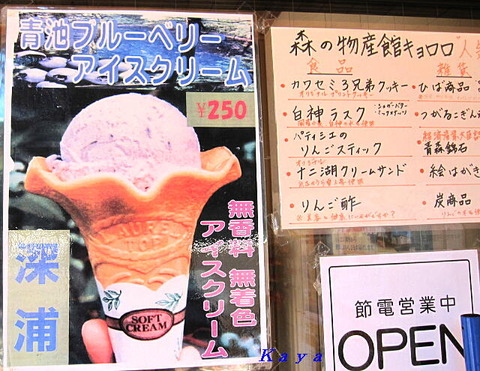 青池ブルーベリー
アイスクリーム
¥250
無香料 無着色
アイスクリーム
深浦
SOFT
CREAM
森の物産館キョロロ
食品
カワセミ3兄弟クッキー
白神ラスク
パティシエの
りんごスティック
十二湖クリームサンド
りんご酢
人気
雑貨
ひば商品
つがるこぎん
青森錦石
絵はがき
炭商品
節電営業中
OPEN
Kaya